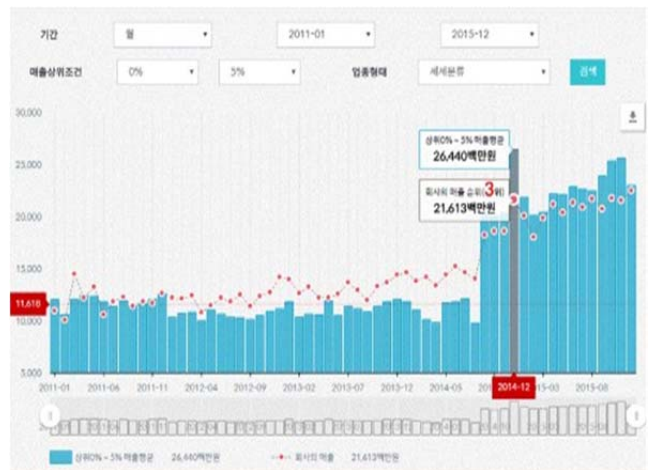 기간 월 2011-01 2015-12
매출상위조건 0% 5% 업종형태 세세분류 검색
30,000
25,000
20,000
15,000
10,000
5,000
11,618
상위0% - 5% 매출평균
26,440백만원
회사의 매출 순위(3위)
21,613백만원
2011-01 2011-06 2011-11 2012-04 2012-09 2013-02 2013-07 2013-12 2014-05 2014-12 2015-08
상위0% - 5% 매출평균 26,440백만원 회사의 매출 21,613백만원